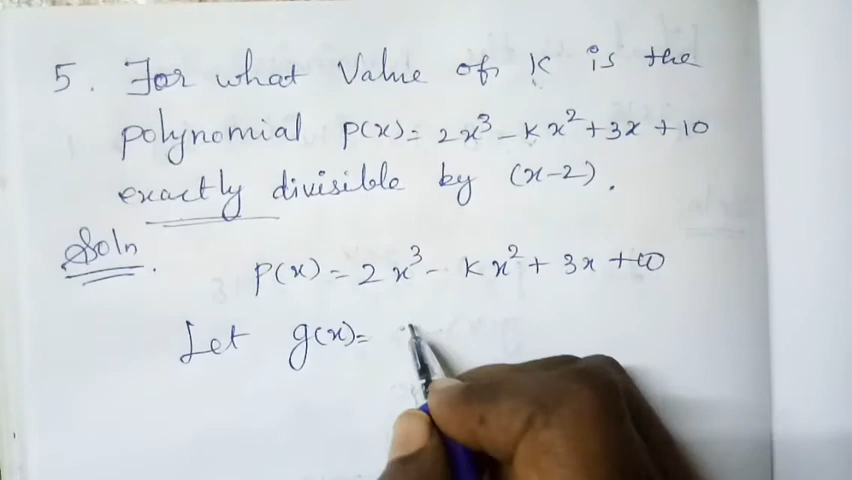 5. For what Value of K is the
polynomial P(x) = 2x³ - Kx² + 3x + 10
exactly divisible by (x-2).
Soln.
P(x) = 2x³ - Kx² + 3x + 10
Let g(x) =